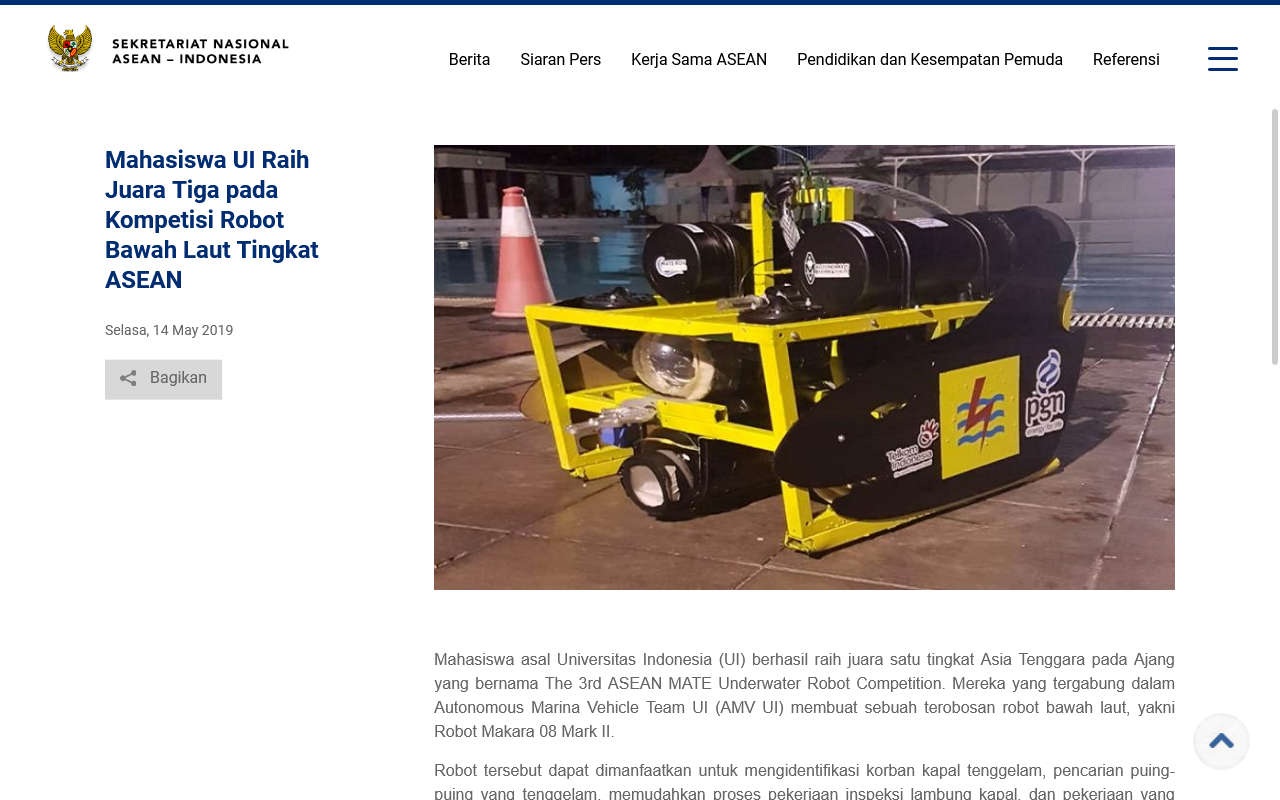 SEKRETARIAT NASIONAL
ASEAN – INDONESIA
Berita
Siaran Pers
Kerja Sama ASEAN
Pendidikan dan Kesempatan Pemuda
Referensi
Mahasiswa UI Raih
Juara Tiga pada
Kompetisi Robot
Bawah Laut Tingkat
ASEAN
Selasa, 14 May 2019
Bagikan
Telkom
Indonesia
pgn
energy for life
Mahasiswa asal Universitas Indonesia (UI) berhasil raih juara satu tingkat Asia Tenggara pada Ajang
yang bernama The 3rd ASEAN MATE Underwater Robot Competition. Mereka yang tergabung dalam
Autonomous Marina Vehicle Team UI (AMV UI) membuat sebuah terobosan robot bawah laut, yakni
Robot Makara 08 Mark II.
Robot tersebut dapat dimanfaatkan untuk mengidentifikasi korban kapal tenggelam, pencarian puing-
puing yang tenggelam, memudahkan proses pekerjaan inspeksi lambung kapal, dan pekerjaan yang